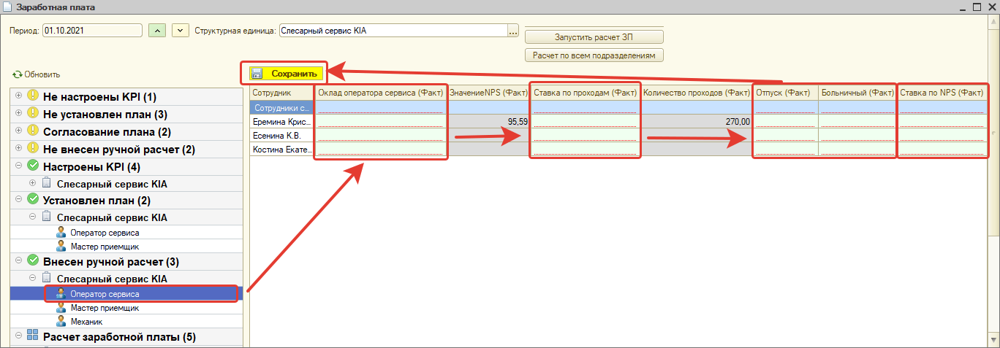 Заработная плата
Период: 01.10.2021 Структурная единица: Слесарный сервис KIA ...
Запустить расчет ЗП
Расчет по всем подразделениям
Обновить
Сохранить
Не настроены KPI (1)
Не установлен план (3)
Согласование плана (2)
Не внесен ручной расчет (2)
Настроены KPI (4)
Слесарный сервис KIA
Установлен план (2)
Слесарный сервис KIA
Оператор сервиса
Мастер приемщик
Внесен ручной расчет (3)
Слесарный сервис KIA
Оператор сервиса
Мастер приемщик
Механик
Расчет заработной платы (5)
Сотрудник Оклад оператора сервиса (Факт) ЗначениеNPS (Факт) Ставка по проходам (Факт) Количество проходов (Факт) Отпуск (Факт) Больничный (Факт) Ставка по NPS (Факт)
Сотрудники с...
Еремина Крис... 95,59 270,00
Есенина К.В.
Костина Екате...